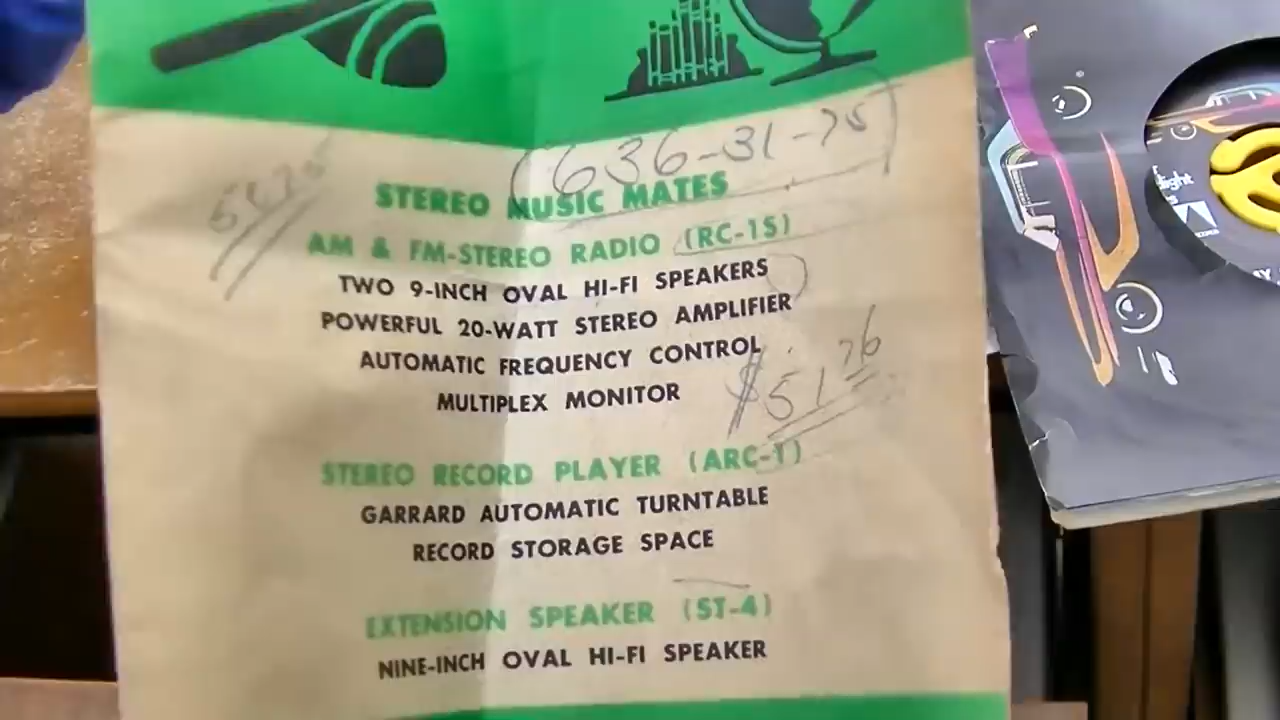 (636-31-75)
STEREO MUSIC MATES
AM & FM-STEREO RADIO (RC-1S)
TWO 9-INCH OVAL HI-FI SPEAKERS
POWERFUL 20-WATT STEREO AMPLIFIER
AUTOMATIC FREQUENCY CONTROL
MULTIPLEX MONITOR
$51.76
STEREO RECORD PLAYER (ARC-1)
GARRARD AUTOMATIC TURNTABLE
RECORD STORAGE SPACE
EXTENSION SPEAKER (ST-4)
NINE-INCH OVAL HI-FI SPEAKER